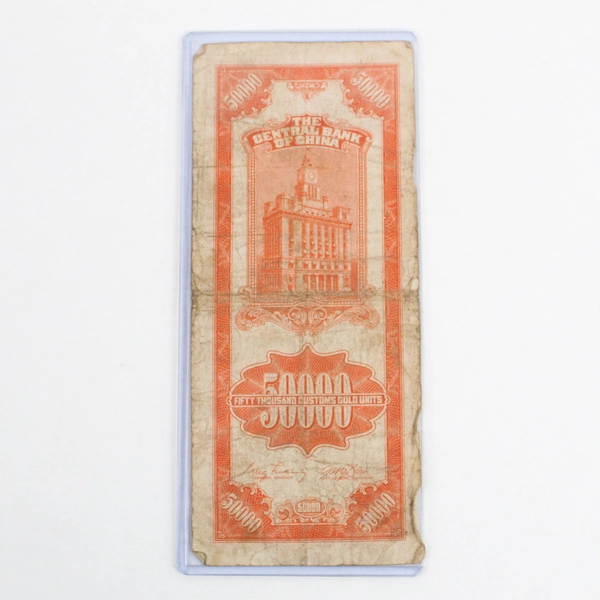 50000 50000
THE
CENTRAL BANK
OF CHINA
50000
FIFTY THOUSAND CUSTOMS GOLD UNITS
50000 50000 50000